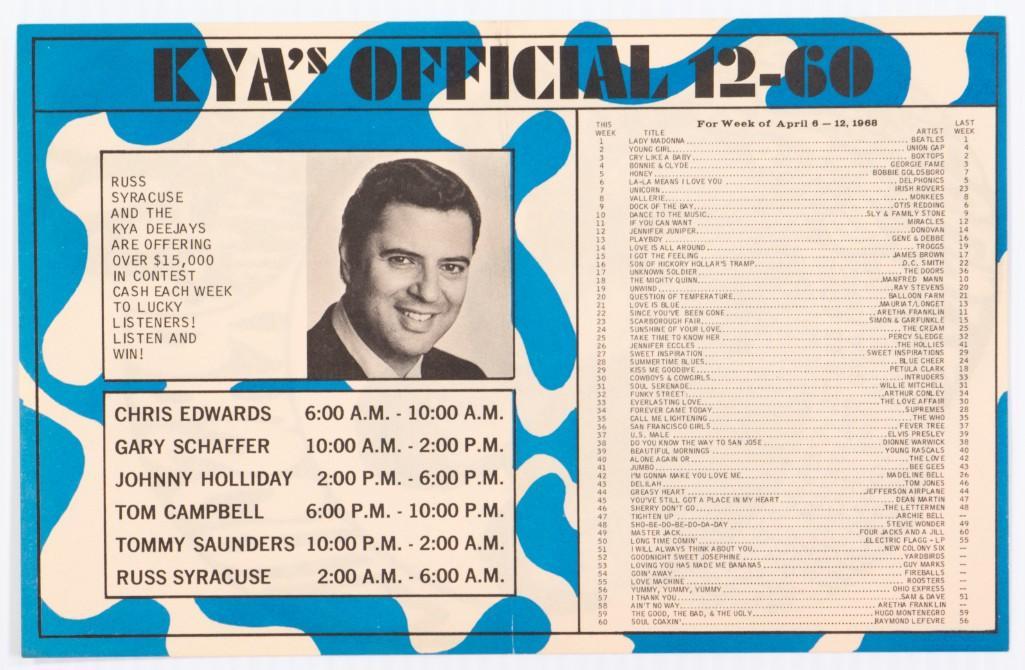 KYA's OFFICIAL 12-60
RUSS
SYRACUSE
AND THE
KYA DEEJAYS
ARE OFFERING
OVER $15,000
IN CONTEST
CASH EACH WEEK
TO LUCKY
LISTENERS!
LISTEN AND
WIN!
CHRIS EDWARDS 6:00 A.M. - 10:00 A.M.
GARY SCHAFFER 10:00 A.M. - 2:00 P.M.
JOHNNY HOLLIDAY 2:00 P.M. - 6:00 P.M.
TOM CAMPBELL 6:00 P.M. - 10:00 P.M.
TOMMY SAUNDERS 10:00 P.M. - 2:00 A.M.
RUSS SYRACUSE 2:00 A.M. - 6:00 A.M.
For Week of April 6 — 12, 1968
THIS WEEK TITLE ARTIST LAST WEEK
1 LADY MADONNA BEATLES 1
2 YOUNG GIRL UNION GAP 4
3 CRY LIKE A BABY BOXTOPS 2
4 BONNIE & CLYDE GEORGIE FAME 3
5 HONEY BOBBIE GOLDSBORO 7
6 LA-LA MEANS I LOVE YOU DELPHONICS 5
7 UNICORN IRISH ROVERS 23
8 VALLERIE MONKEES 8
9 DOCK OF THE BAY OTIS REDDING 6
10 DANCE TO THE MUSIC SLY & FAMILY STONE 9
11 IF YOU CAN WANT MIRACLES 12
12 JENNIFER JUNIPER DONOVAN 14
13 PLAYBOY GENE & DEBBE 16
14 LOVE IS ALL AROUND TROGGS 19
15 I GOT THE FEELING JAMES BROWN 17
16 SON OF HICKORY HOLLAR'S TRAMP D.C. SMITH 22
17 UNKNOWN SOLDIER THE DOORS 36
18 THE MIGHTY QUINN MANFRED MANN 10
19 UNWIND RAY STEVENS 20
20 QUESTION OF TEMPERATURE BALLOON FARM 21
21 LOVE IS BLUE MAURIAT/LONGET 13
22 SINCE YOU'VE BEEN GONE ARETHA FRANKLIN 11
23 SCARBOROUGH FAIR SIMON & GARFUNKLE 15
24 SUNSHINE OF YOUR LOVE THE CREAM 25
25 TAKE TIME TO KNOW HER PERCY SLEDGE 32
26 JENNIFER ECCLES THE HOLLIES 41
27 SWEET INSPIRATION SWEET INSPIRATIONS 29
28 SUMMERTIME BLUES BLUE CHEER 24
29 KISS ME GOODBYE PETULA CLARK 18
30 COWBOYS & COWGIRLS INTRUDERS 33
31 SOUL SERENADE WILLIE MITCHELL 31
32 FUNKY STREET ARTHUR CONLEY 34
33 EVERLASTING LOVE THE LOVE AFFAIR 30
34 FOREVER CAME TODAY SUPREMES 28
35 CALL ME LIGHTENING THE WHO 35
36 SAN FRANCISCO GIRLS FEVER TREE 37
37 U.S. MALE ELVIS PRESLEY 39
38 DO YOU KNOW THE WAY TO SAN JOSE DIONNE WARWICK 38
39 BEAUTIFUL MORNINGS YOUNG RASCALS 40
40 ALONE AGAIN OR THE LOVE 42
41 JUMBO BEE GEES 43
42 I'M GONNA MAKE YOU LOVE ME MADELINE BELL 26
43 DELILAH TOM JONES 46
44 GREASY HEART JEFFERSON AIRPLANE 44
45 YOU'VE STILL GOT A PLACE IN MY HEART DEAN MARTIN 47
46 SHERRY DON'T GO THE LETTERMEN 48
47 TIGHTEN UP ARCHIE BELL --
48 SHO-BE-DO-BE-DO-DA-DAY STEVIE WONDER 49
49 MASTER JACK FOUR JACKS AND A JILL 60
50 LONG TIME COMIN' ELECTRIC FLAGG - LP 55
51 I WILL ALWAYS THINK ABOUT YOU NEW COLONY SIX --
52 GOODNIGHT SWEET JOSEPHINE YARDBIRDS --
53 LOVING YOU HAS MADE ME BANANAS GUY MARKS --
54 GOIN' AWAY FIREBALLS --
55 LOVE MACHINE ROOSTERS --
56 YUMMY, YUMMY, YUMMY OHIO EXPRESS --
57 I THANK YOU SAM & DAVE 51
58 AIN'T NO WAY ARETHA FRANKLIN --
59 THE GOOD, THE BAD, & THE UGLY HUGO MONTENEGRO 59
60 SOUL COAXIN' RAYMOND LEFEVRE 56